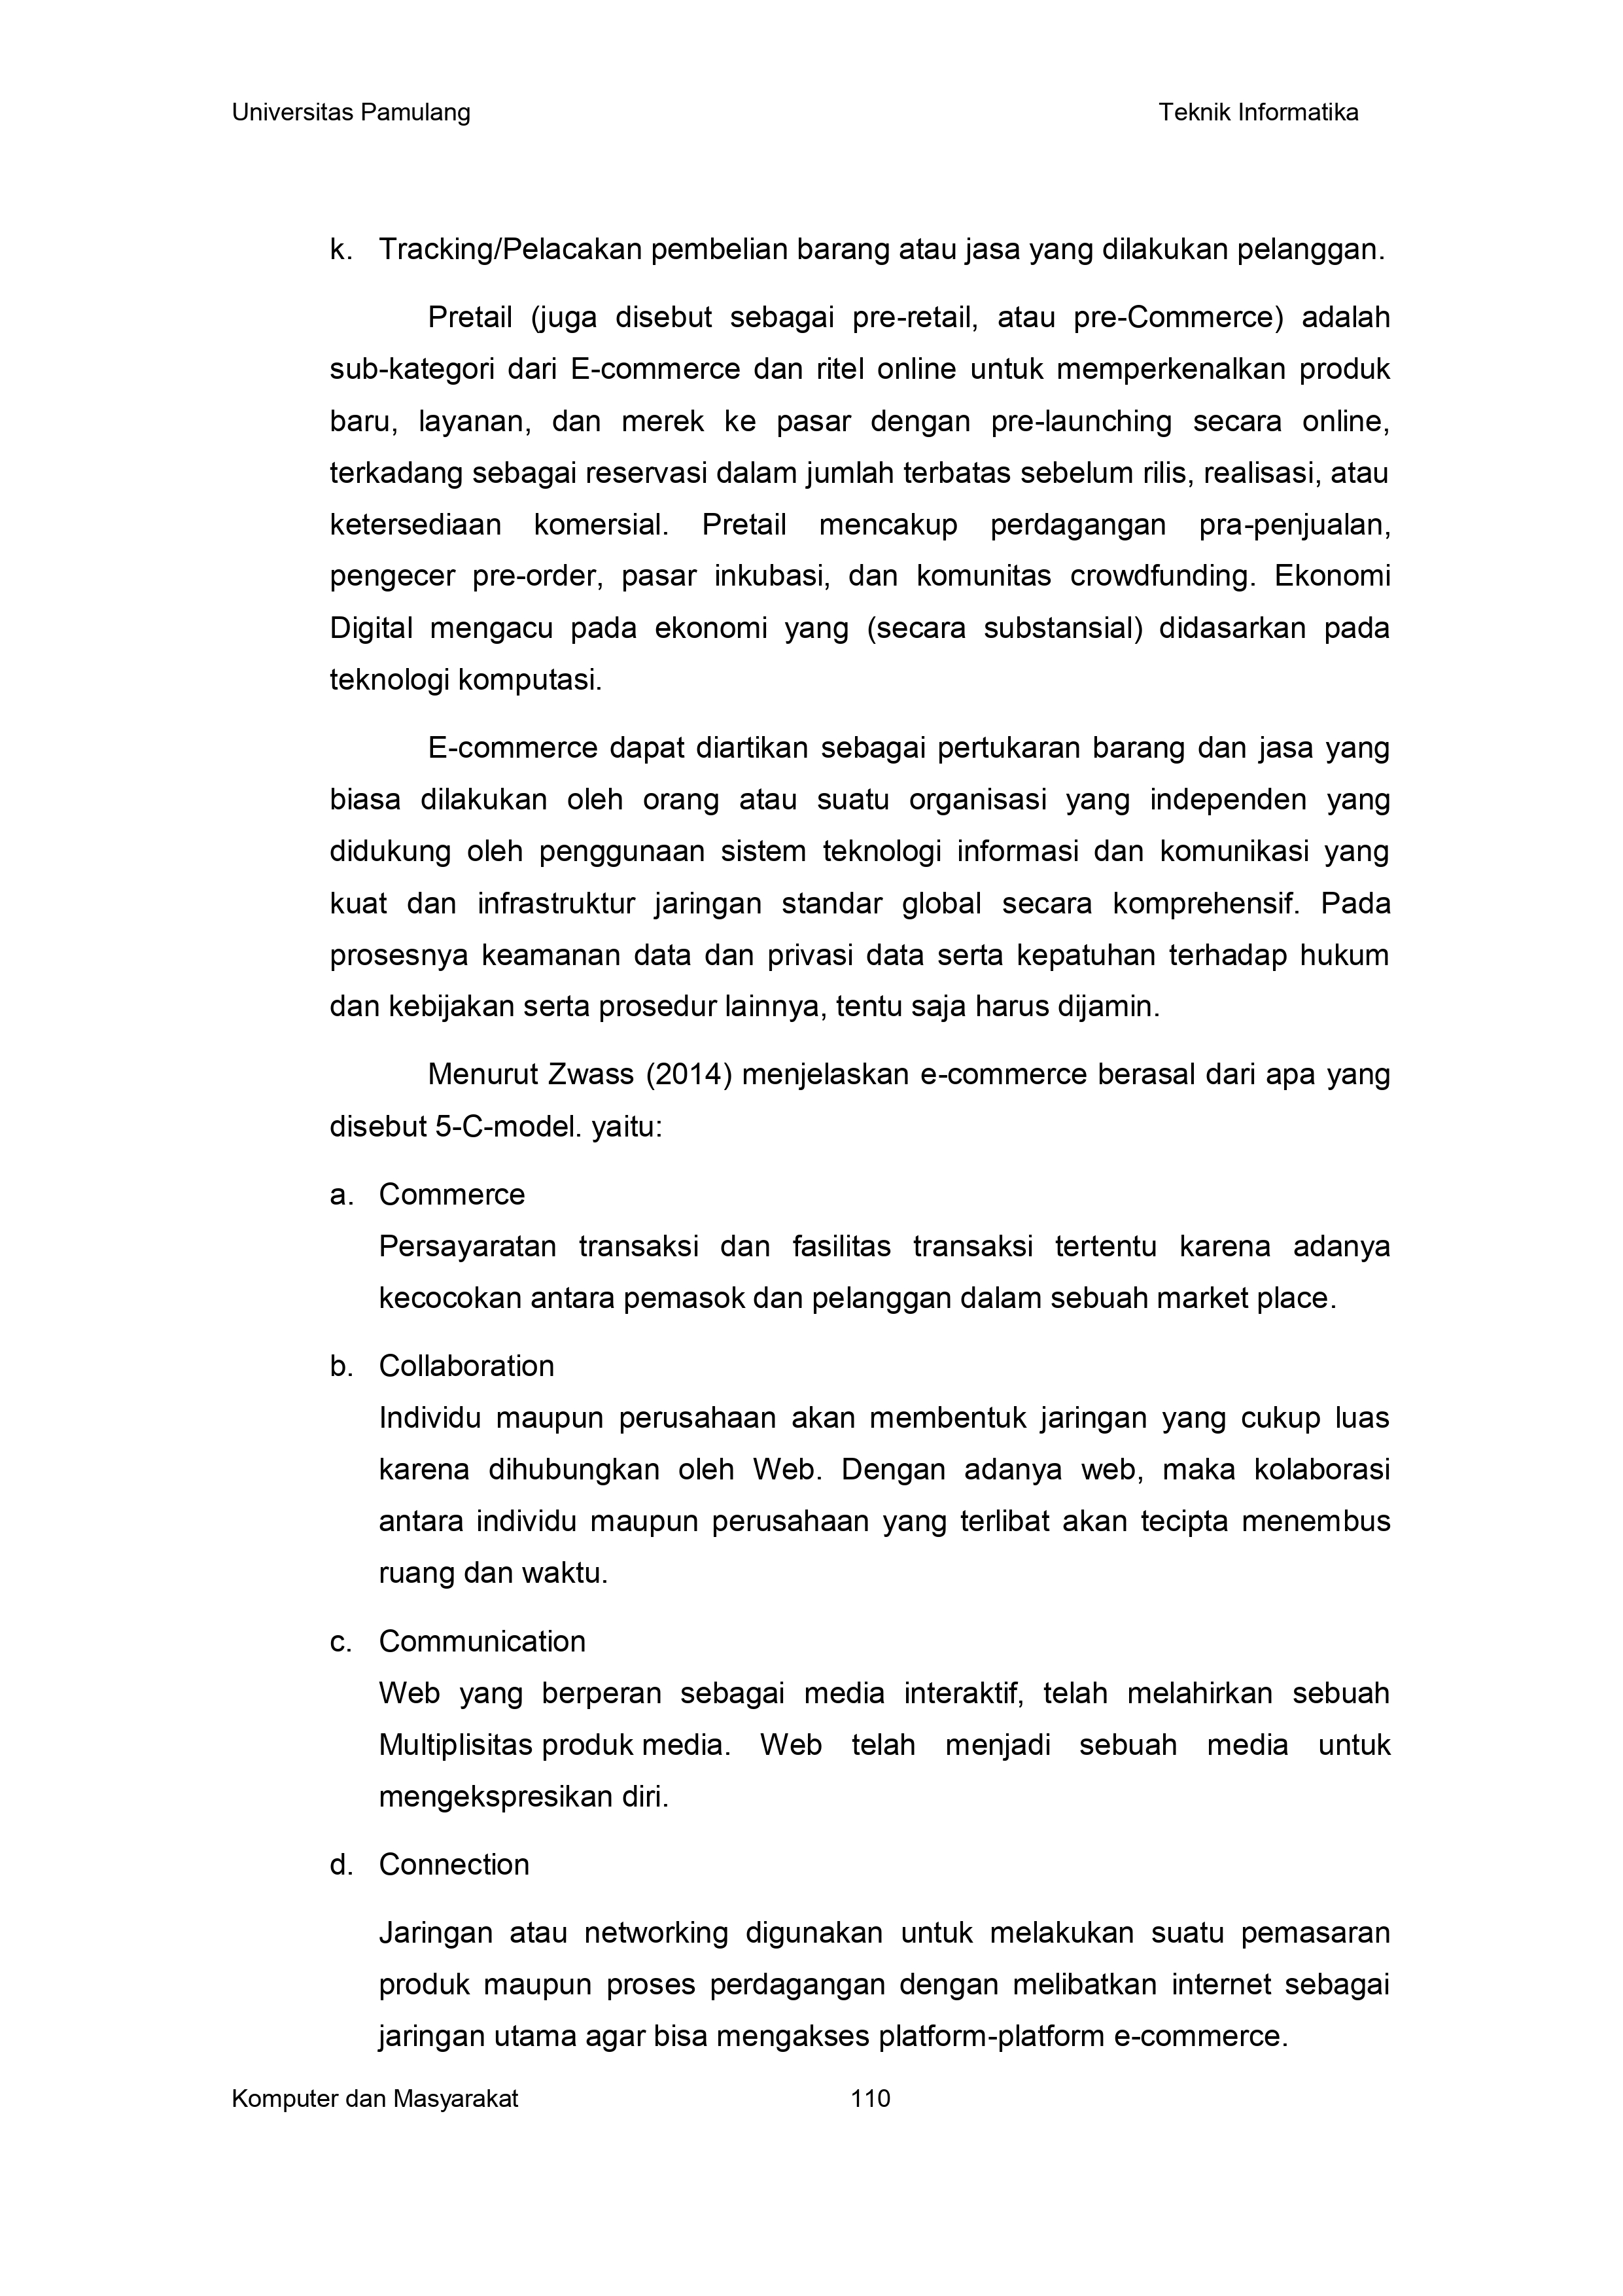 Universitas Pamulang Teknik Informatika
k. Tracking/Pelacakan pembelian barang atau jasa yang dilakukan pelanggan.
Pretail (juga disebut sebagai pre-retail, atau pre-Commerce) adalah
sub-kategori dari E-commerce dan ritel online untuk memperkenalkan produk
baru, layanan, dan merek ke pasar dengan pre-launching secara online,
terkadang sebagai reservasi dalam jumlah terbatas sebelum rilis, realisasi, atau
ketersediaan komersial. Pretail mencakup perdagangan pra-penjualan,
pengecer pre-order, pasar inkubasi, dan komunitas crowdfunding. Ekonomi
Digital mengacu pada ekonomi yang (secara substansial) didasarkan pada
teknologi komputasi.
E-commerce dapat diartikan sebagai pertukaran barang dan jasa yang
biasa dilakukan oleh orang atau suatu organisasi yang independen yang
didukung oleh penggunaan sistem teknologi informasi dan komunikasi yang
kuat dan infrastruktur jaringan standar global secara komprehensif. Pada
prosesnya keamanan data dan privasi data serta kepatuhan terhadap hukum
dan kebijakan serta prosedur lainnya, tentu saja harus dijamin.
Menurut Zwass (2014) menjelaskan e-commerce berasal dari apa yang
disebut 5-C-model. yaitu:
a. Commerce
Persayaratan transaksi dan fasilitas transaksi tertentu karena adanya
kecocokan antara pemasok dan pelanggan dalam sebuah market place.
b. Collaboration
Individu maupun perusahaan akan membentuk jaringan yang cukup luas
karena dihubungkan oleh Web. Dengan adanya web, maka kolaborasi
antara individu maupun perusahaan yang terlibat akan tecipta menembus
ruang dan waktu.
c. Communication
Web yang berperan sebagai media interaktif, telah melahirkan sebuah
Multiplisitas produk media. Web telah menjadi sebuah media untuk
mengekspresikan diri.
d. Connection
Jaringan atau networking digunakan untuk melakukan suatu pemasaran
produk maupun proses perdagangan dengan melibatkan internet sebagai
jaringan utama agar bisa mengakses platform-platform e-commerce.
Komputer dan Masyarakat 110